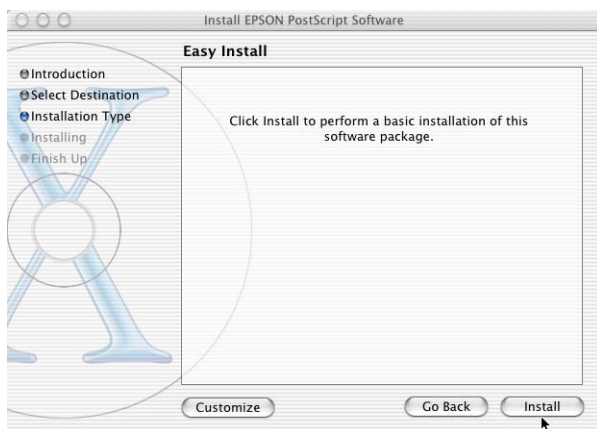 Install EPSON PostScript Software
Easy Install
Introduction
Select Destination
Installation Type
Installing
Finish Up
Click Install to perform a basic installation of this
software package.
Customize
Go Back
Install